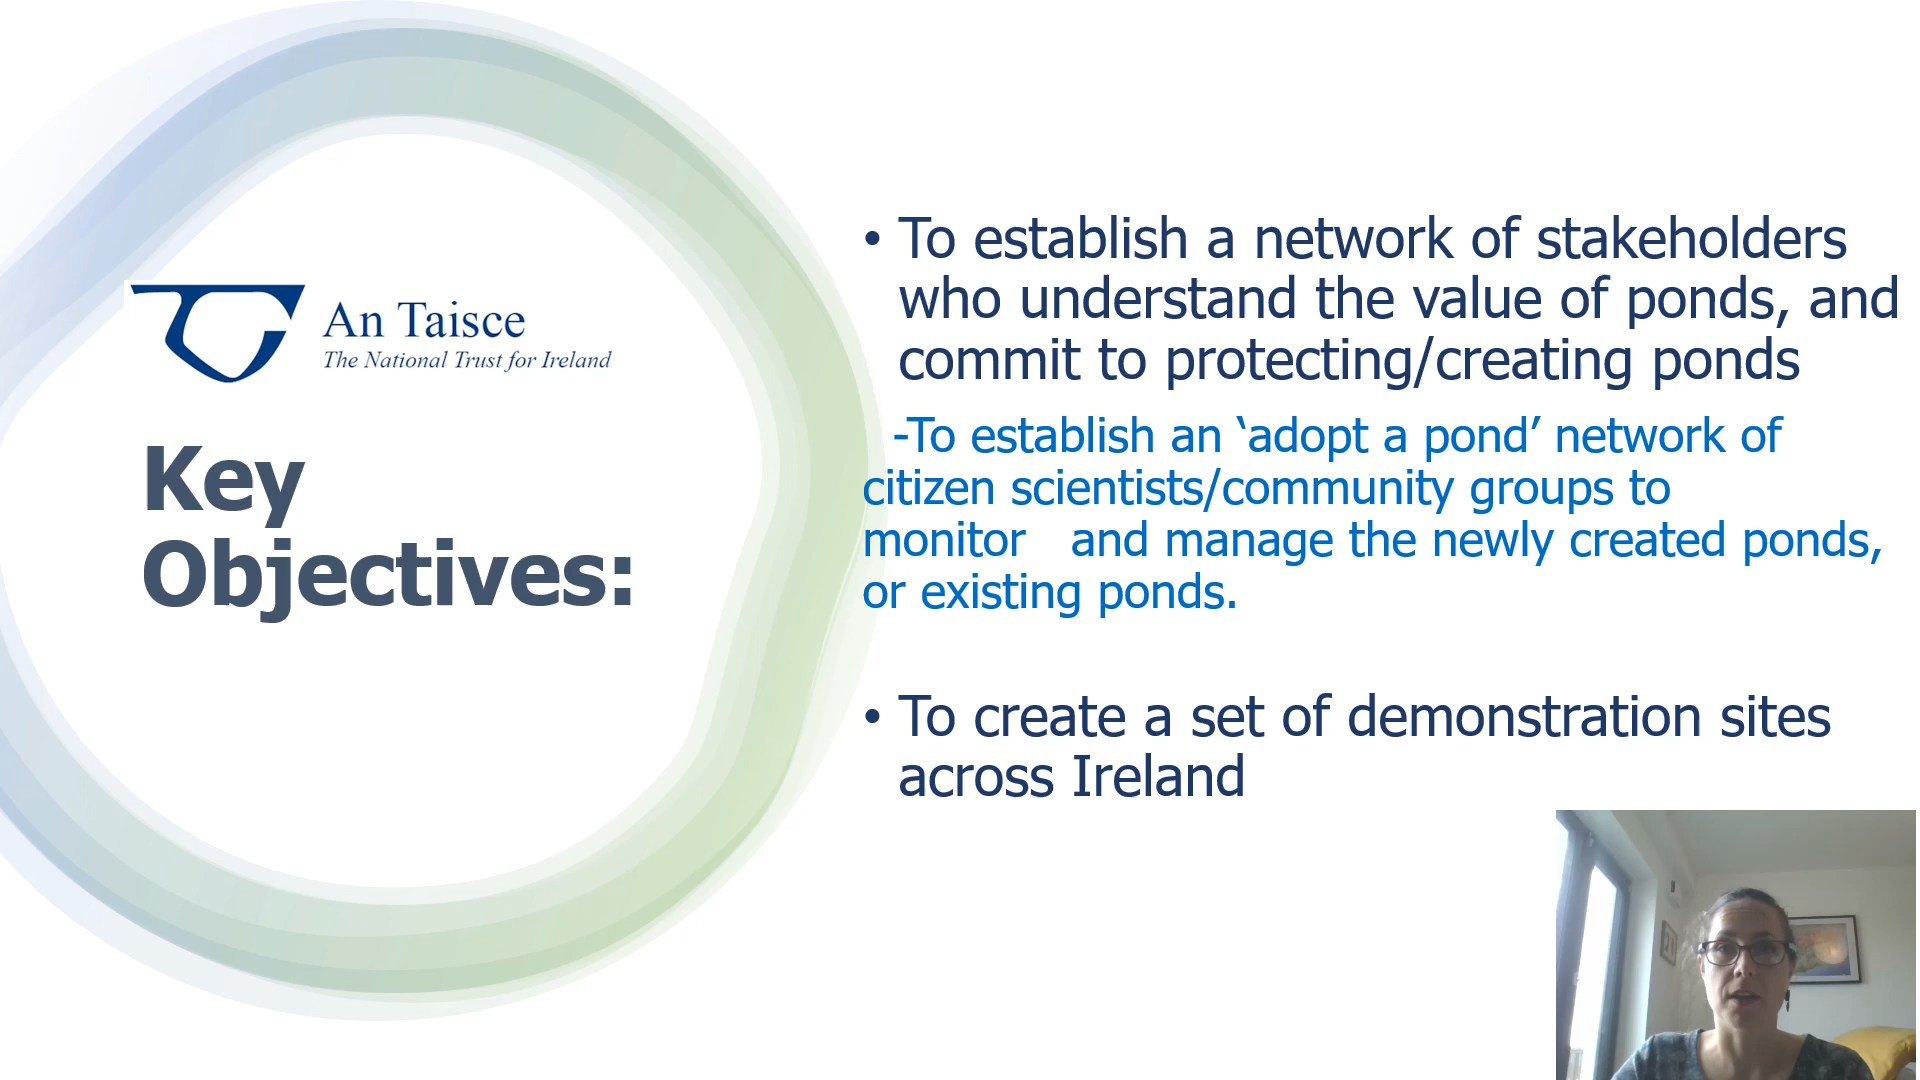 An Taisce
The National Trust for Ireland
Key
Objectives:
• To establish a network of stakeholders
who understand the value of ponds, and
commit to protecting/creating ponds
-To establish an ‘adopt a pond’ network of
citizen scientists/community groups to
monitor   and manage the newly created ponds,
or existing ponds.
• To create a set of demonstration sites
across Ireland